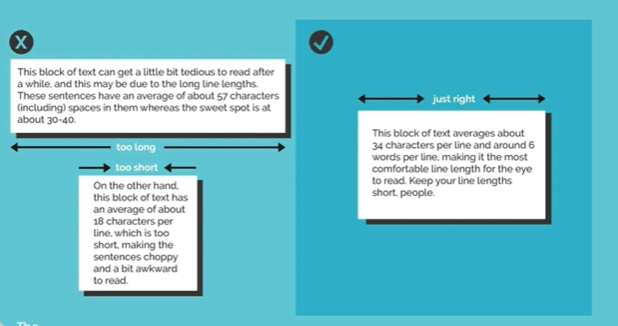 X
This block of text can get a little bit tedious to read after
a while, and this may be due to the long line lengths.
These sentences have an average of about 57 characters
(including) spaces in them whereas the sweet spot is at
about 30-40.
too long
too short
On the other hand,
this block of text has
an average of about
18 characters per
line, which is too
short, making the
sentences choppy
and a bit awkward
to read.
just right
This block of text averages about
34 characters per line and around 6
words per line, making it the most
comfortable line length for the eye
to read. Keep your line lengths
short, people.
The